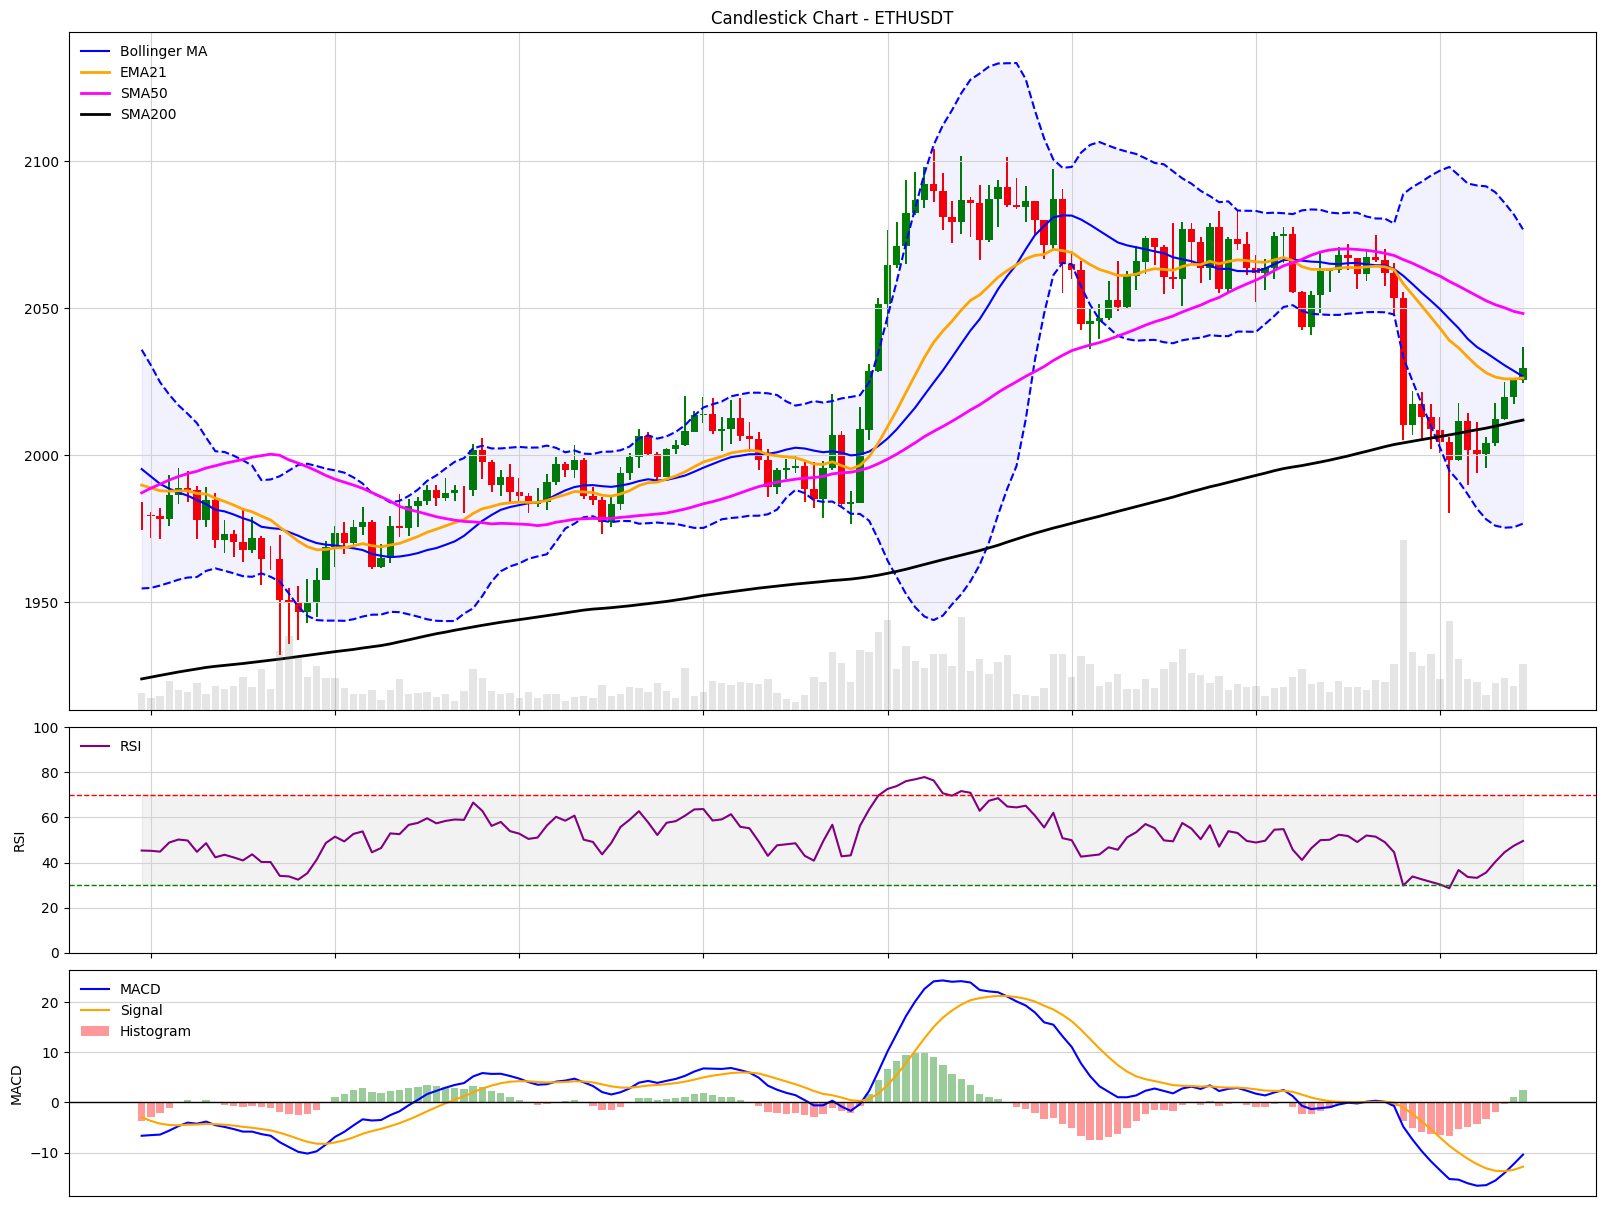 Candlestick Chart - ETHUSDT
Bollinger MA
EMA21
SMA50
SMA200
2100
2050
2000
1950
RSI
100
80
60
40
20
0
RSI
MACD
Signal
Histogram
20
10
0
−10
MACD